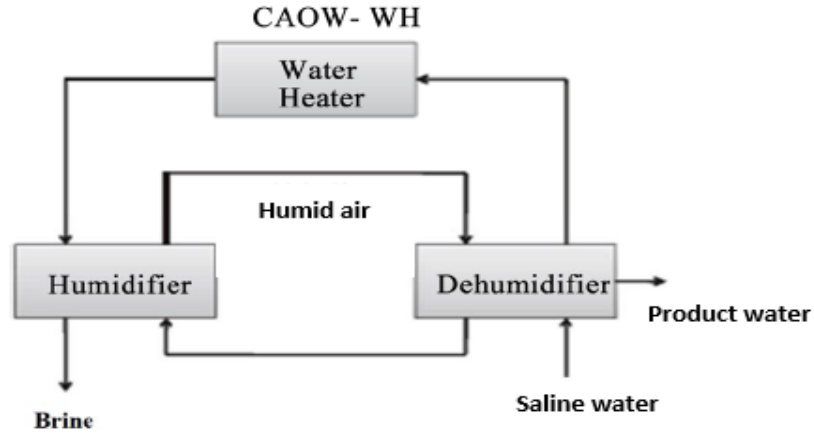 CAOW- WH
Water
Heater
Humid air
Humidifier
Dehumidifier
Product water
Saline water
Brine